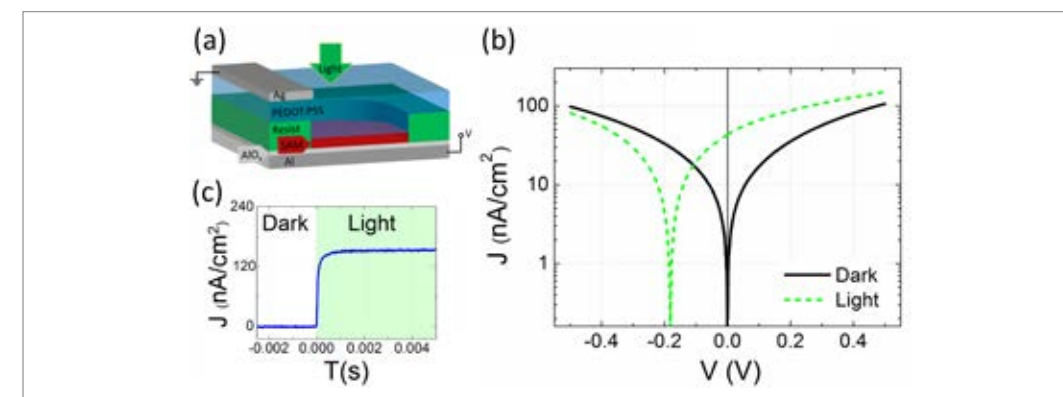 (a)
Light
Ag
PEDOT:PSS
Resist
SAM
AlOₓ
Al
V
(b)
J (nA/cm²)
100
10
1
-0.4
-0.2
0.0
0.2
0.4
V (V)
Dark
Light
(c)
J (nA/cm²)
240
120
0
Dark
Light
-0.002
0.000
0.002
0.004
T(s)